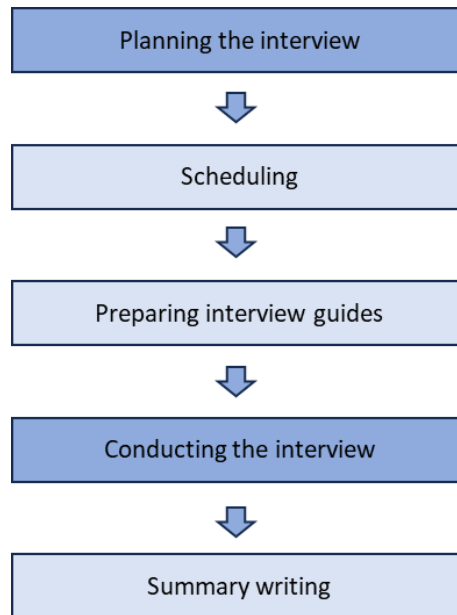 Planning the interview
Scheduling
Preparing interview guides
Conducting the interview
Summary writing